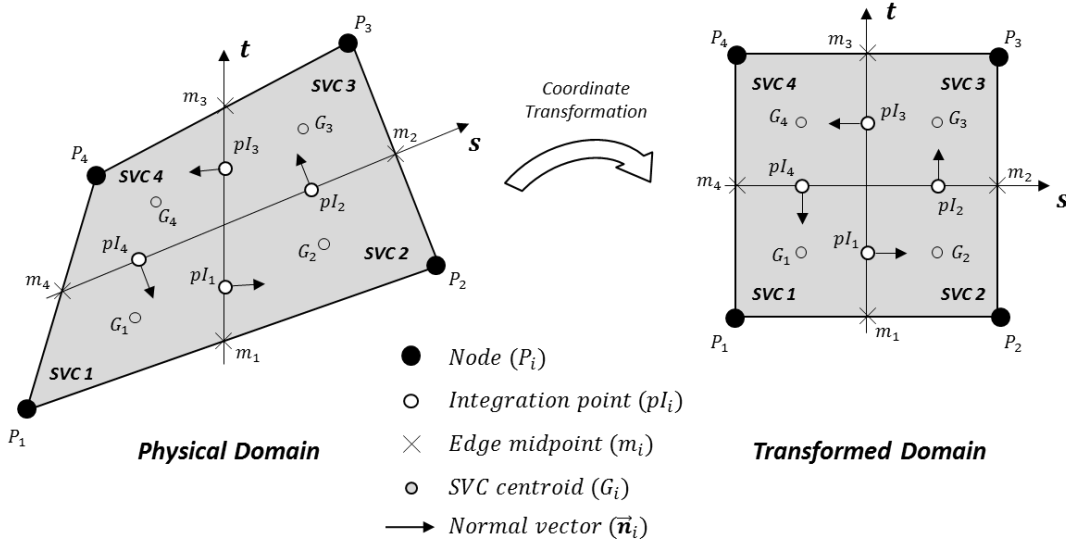 P₃
t
SVC 3
m₃
G₃
m₂
s
P₄
SVC 4
pI₃
pI₂
G₄
pI₄
G₂
SVC 2
pI₁
P₂
m₄
G₁
m₁
SVC 1
P₁
Physical Domain
Coordinate
Transformation
t
P₄
m₃
P₃
SVC 4
SVC 3
G₄
pI₃
G₃
pI₄
m₄
m₂
pI₂
s
pI₁
G₁
G₂
SVC 1
SVC 2
P₁
m₁
P₂
Transformed Domain
Node (Pᵢ)
Integration point (pIᵢ)
Edge midpoint (mᵢ)
SVC centroid (Gᵢ)
Normal vector (n⃗ᵢ)